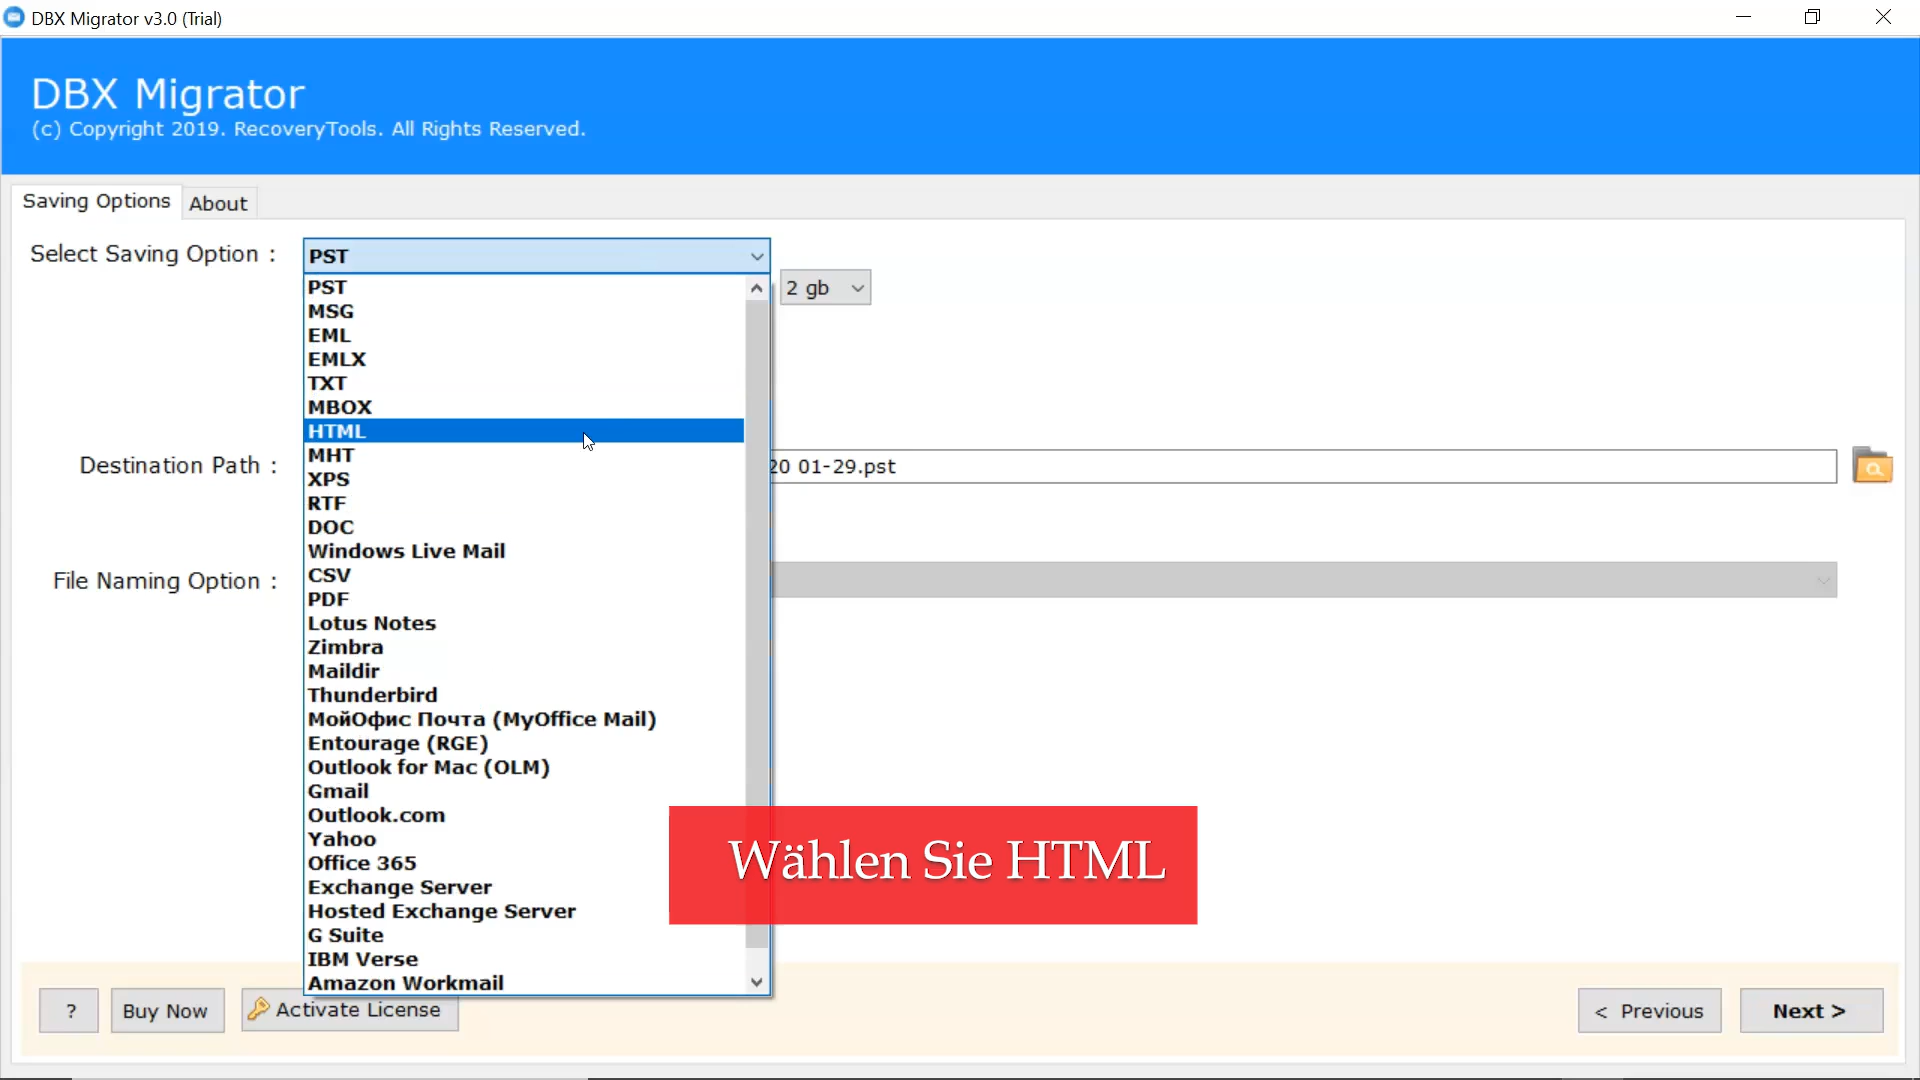 DBX Migrator v3.0 (Trial)
DBX Migrator
(c) Copyright 2019. RecoveryTools. All Rights Reserved.
Saving Options
About
Select Saving Option :
PST
2 gb
PST
MSG
EML
EMLX
TXT
MBOX
HTML
MHT
XPS
RTF
DOC
Windows Live Mail
CSV
PDF
Lotus Notes
Zimbra
Maildir
Thunderbird
МойОфис Почта (MyOffice Mail)
Entourage (RGE)
Outlook for Mac (OLM)
Gmail
Outlook.com
Yahoo
Office 365
Exchange Server
Hosted Exchange Server
G Suite
IBM Verse
Amazon Workmail
Destination Path :
20 01-29.pst
File Naming Option :
Wählen Sie HTML
?
Buy Now
Activate License
< Previous
Next >